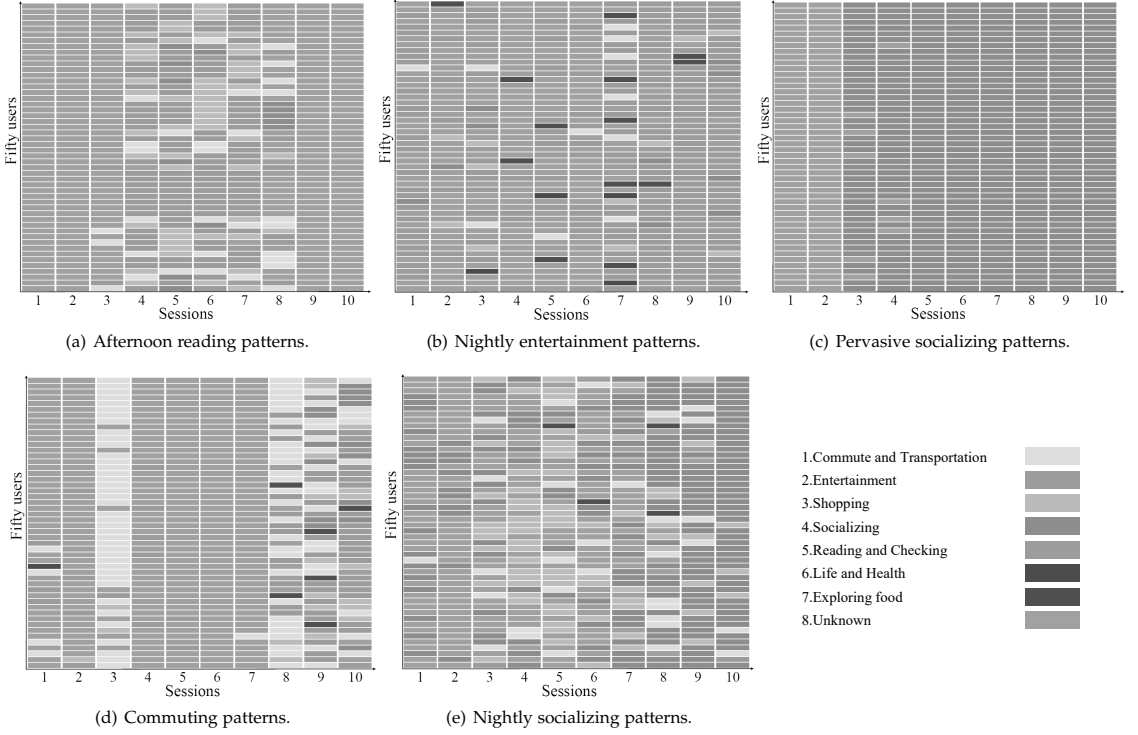 Fifty users
1 2 3 4 5 6 7 8 9 10
Sessions
(a) Afternoon reading patterns.
Fifty users
1 2 3 4 5 6 7 8 9 10
Sessions
(b) Nightly entertainment patterns.
Fifty users
1 2 3 4 5 6 7 8 9 10
Sessions
(c) Pervasive socializing patterns.
Fifty users
1 2 3 4 5 6 7 8 9 10
Sessions
(d) Commuting patterns.
Fifty users
1 2 3 4 5 6 7 8 9 10
Sessions
(e) Nightly socializing patterns.
1.Commute and Transportation
2.Entertainment
3.Shopping
4.Socializing
5.Reading and Checking
6.Life and Health
7.Exploring food
8.Unknown